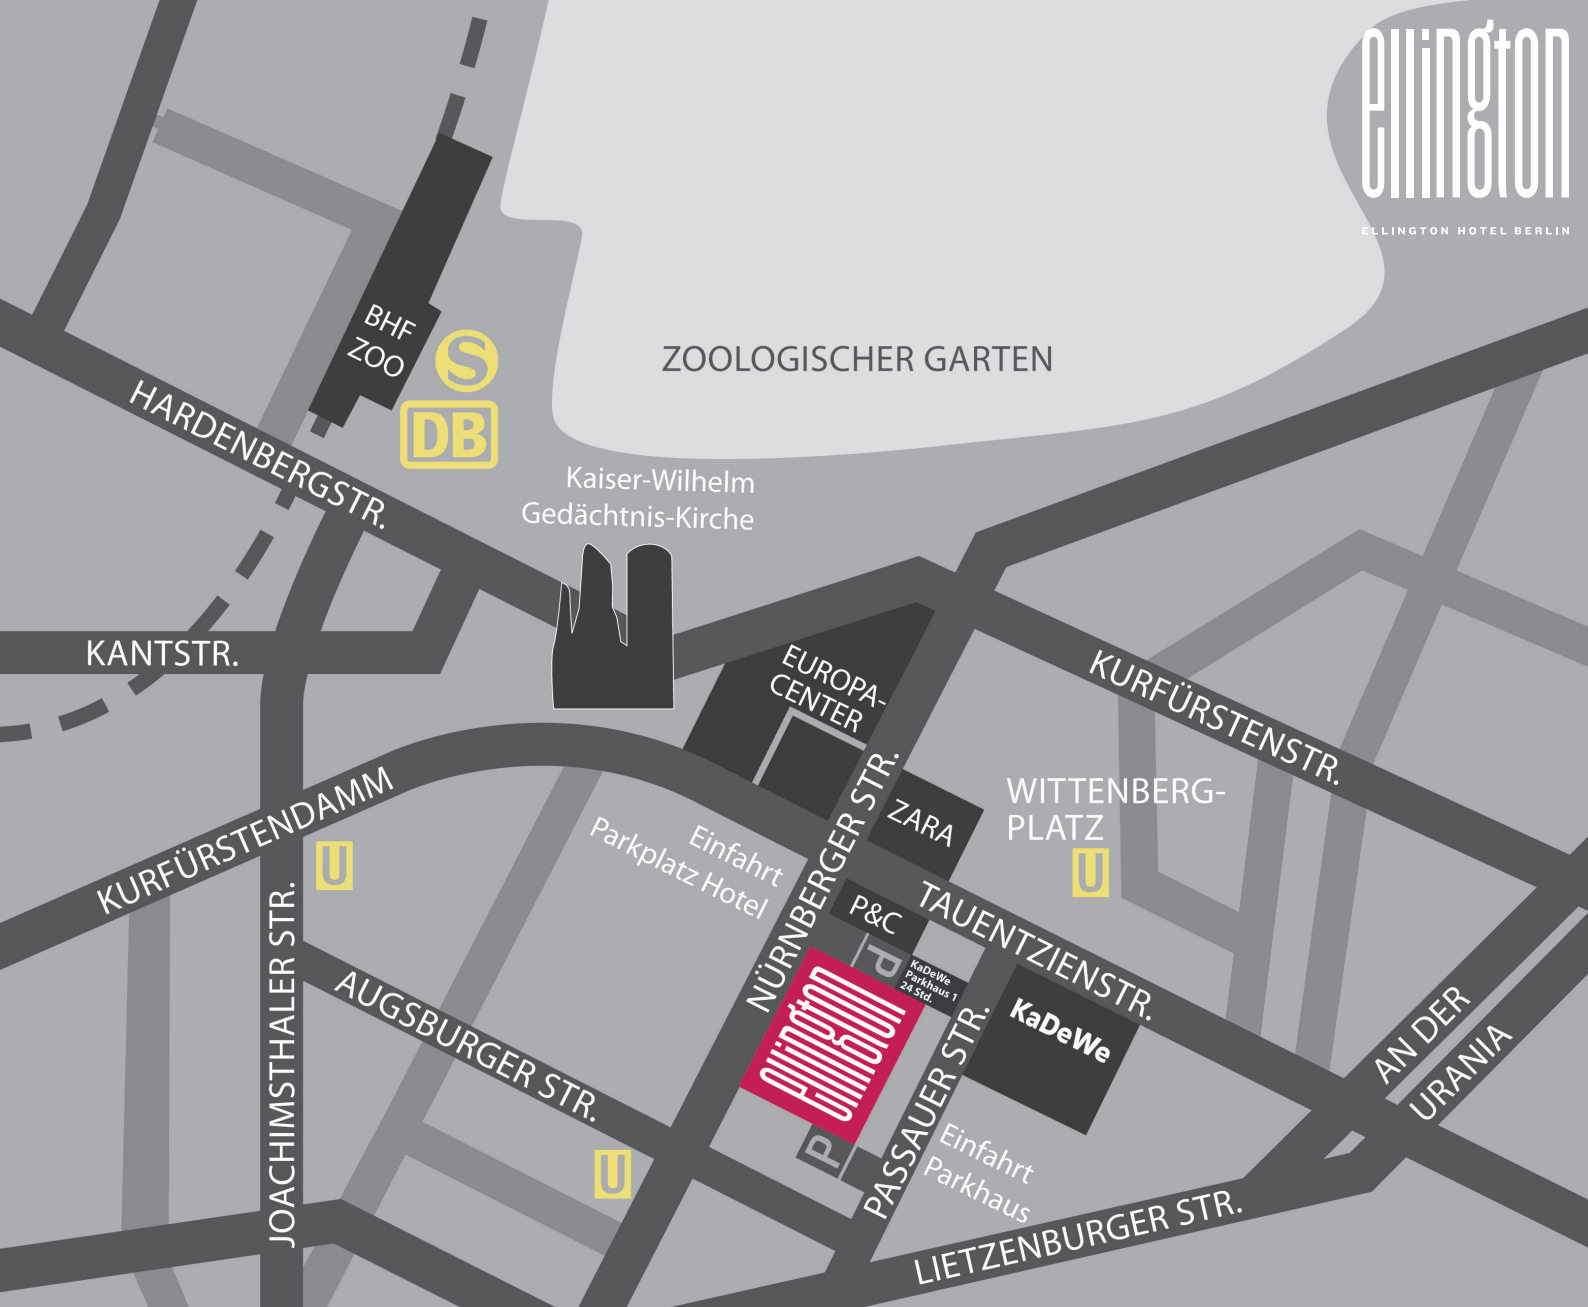 ellington
ELLINGTON HOTEL BERLIN
BHF
ZOO
S
DB
ZOOLOGISCHER GARTEN
HARDENBERGSTR.
Kaiser-Wilhelm
Gedächtnis-Kirche
KANTSTR.
EUROPA-
CENTER
KURFÜRSTENSTR.
KURFÜRSTENDAMM
NÜRNBERGER STR.
ZARA
WITTENBERG-
PLATZ
U
U
Einfahrt
Parkplatz Hotel
P&C
TAUENTZIENSTR.
P
KaDeWe
Parkhaus 1
24 Std.
ellington
KaDeWe
JOACHIMSTHALER STR.
AUGSBURGER STR.
PASSAUER STR.
AN DER
URANIA
U
P
Einfahrt
Parkhaus
LIETZENBURGER STR.